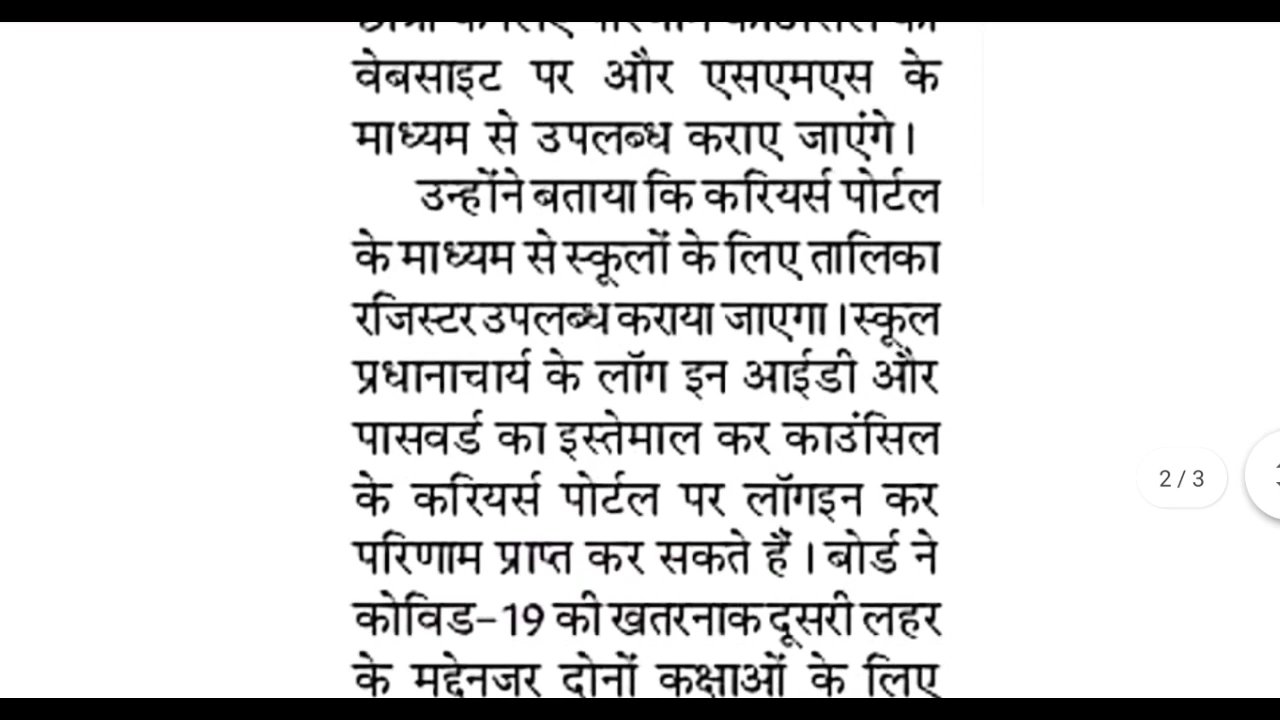 छात्रों के लिए परिणाम काउंसिल की
वेबसाइट पर और एसएमएस के
माध्यम से उपलब्ध कराए जाएंगे।
उन्होंने बताया कि करियर्स पोर्टल
के माध्यम से स्कूलों के लिए तालिका
रजिस्टर उपलब्ध कराया जाएगा। स्कूल
प्रधानाचार्य के लॉग इन आईडी और
पासवर्ड का इस्तेमाल कर काउंसिल
के करियर्स पोर्टल पर लॉगइन कर
परिणाम प्राप्त कर सकते हैं। बोर्ड ने
कोविड-19 की खतरनाक दूसरी लहर
के मद्देनजर दोनों कक्षाओं के लिए
2 / 3